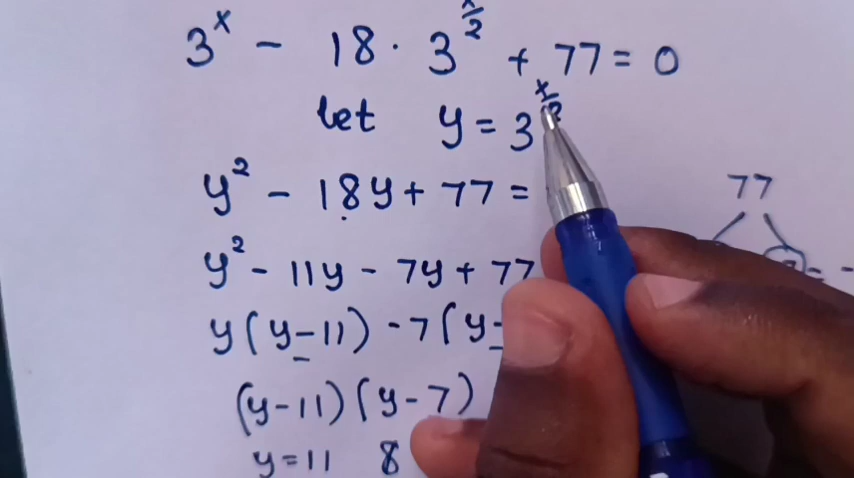 3^x - 18 · 3^(x/2) + 77 = 0
let y = 3^(x/2)
y² - 18y + 77 =
77
y² - 11y - 7y + 77
y(y-11) -7(y-
(y-11)(y-7)
y=11 8